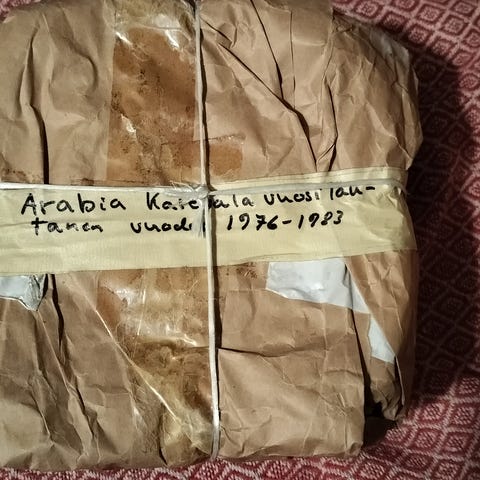 Arabia Kalevala vuosilau-
tanen vuodet 1976-1983